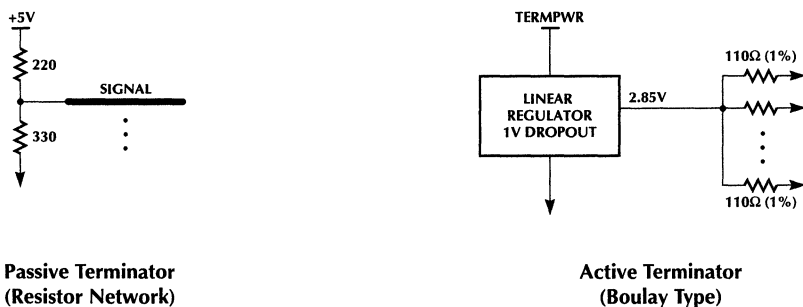 +5V
220
SIGNAL
330
Passive Terminator
(Resistor Network)
TERMPWR
LINEAR
REGULATOR
1V DROPOUT
2.85V
110Ω (1%)
110Ω (1%)
Active Terminator
(Boulay Type)